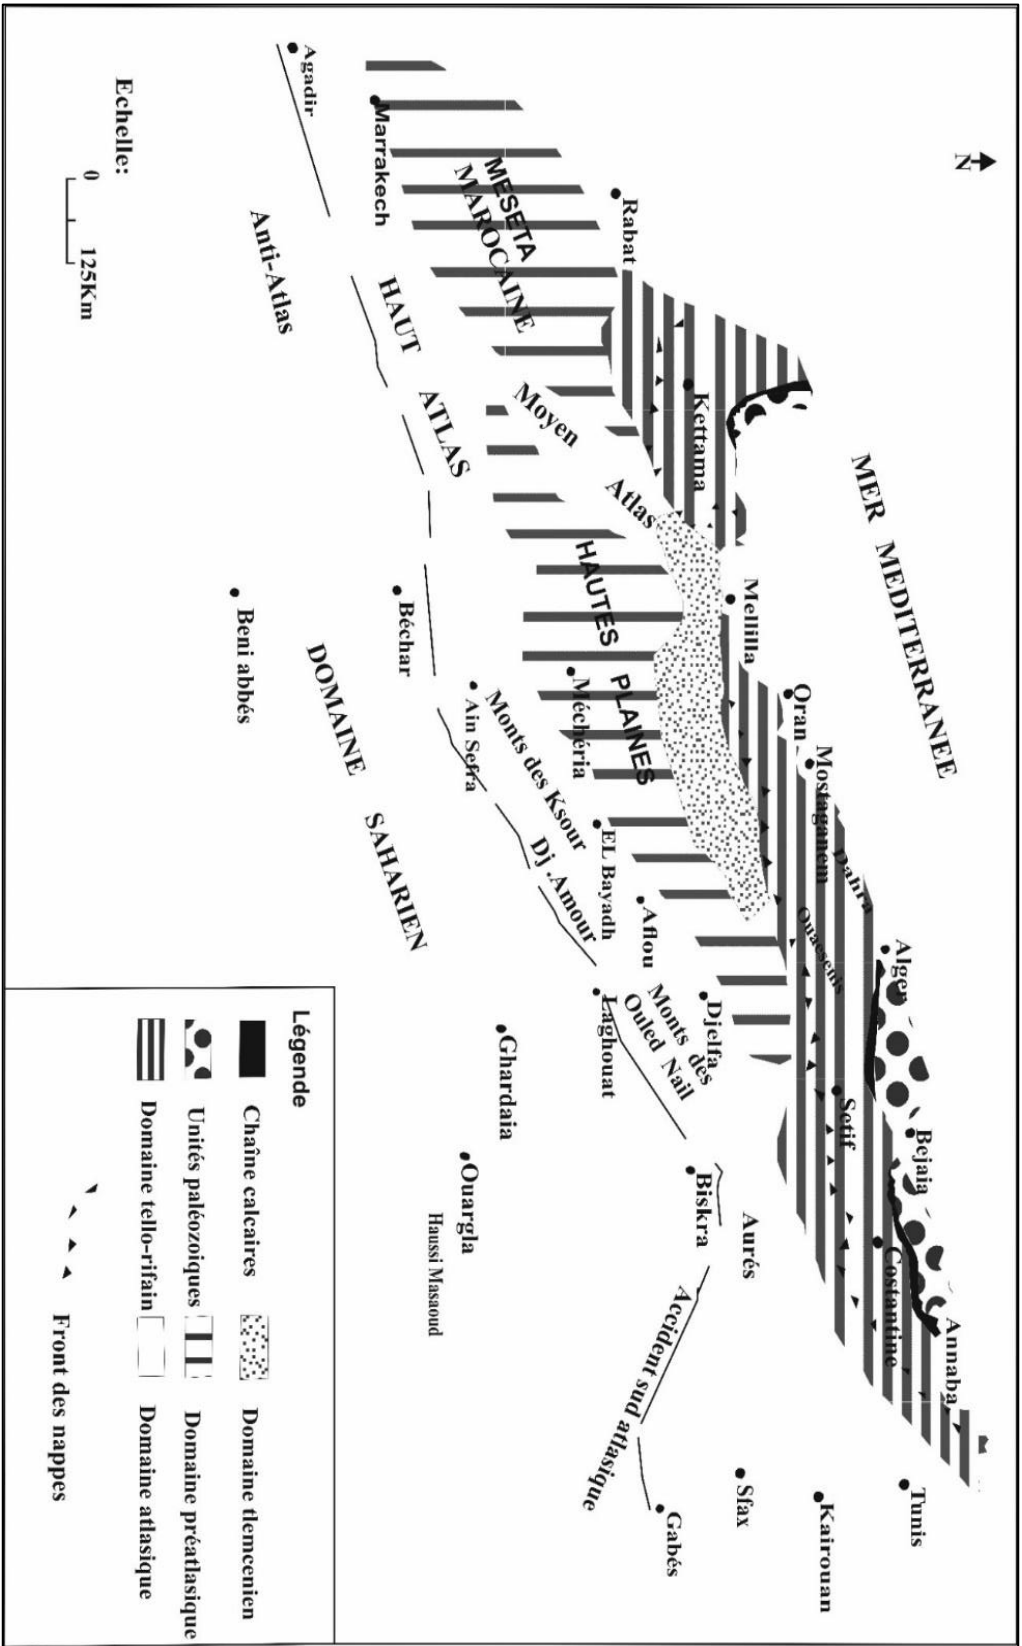 N
MER MEDITERRANEE
Tunis
Annaba
Bejaia
Alger
Costantine
Kairouan
Dahra
Setif
Mostaganem
Ouaesenis
Oran
Mellilla
Kettama
Rabat
Sfax
Aurés
Biskra
Gabés
Djelfa
Monts des
Ouled Nail
Aflou
Laghouat
EL Bayadh
Accident sud atlasique
HAUTES PLAINES
Méchéria
Atlas
Moyen
MESETA
MAROCAINE
Marrakech
Dj .Amour
Monts des Ksour
Ain Sefra
Ghardaia
Ouargla
Haussi Masaoud
HAUT ATLAS
Béchar
Agadir
Anti-Atlas
DOMAINE SAHARIEN
Beni abbés
Echelle:
0 125Km
Légende
Chaîne calcaires
Unités paléozoiques
Domaine tello-rifain
Domaine tlemcenien
Domaine préatlasique
Domaine atlasique
Front des nappes